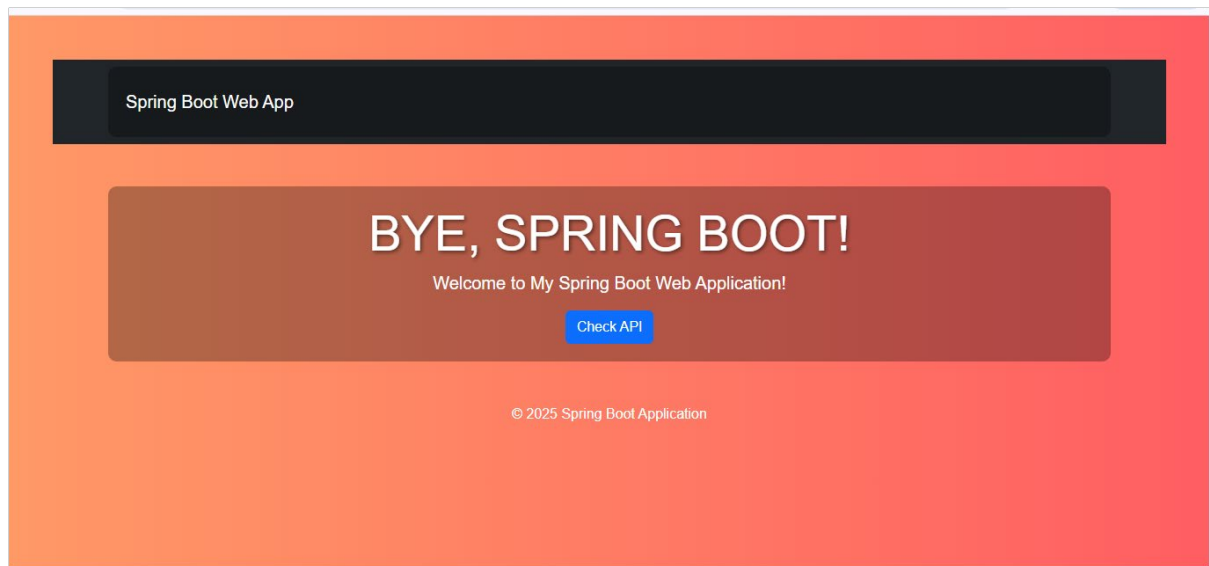 Spring Boot Web App
BYE, SPRING BOOT!
Welcome to My Spring Boot Web Application!
Check API
© 2025 Spring Boot Application